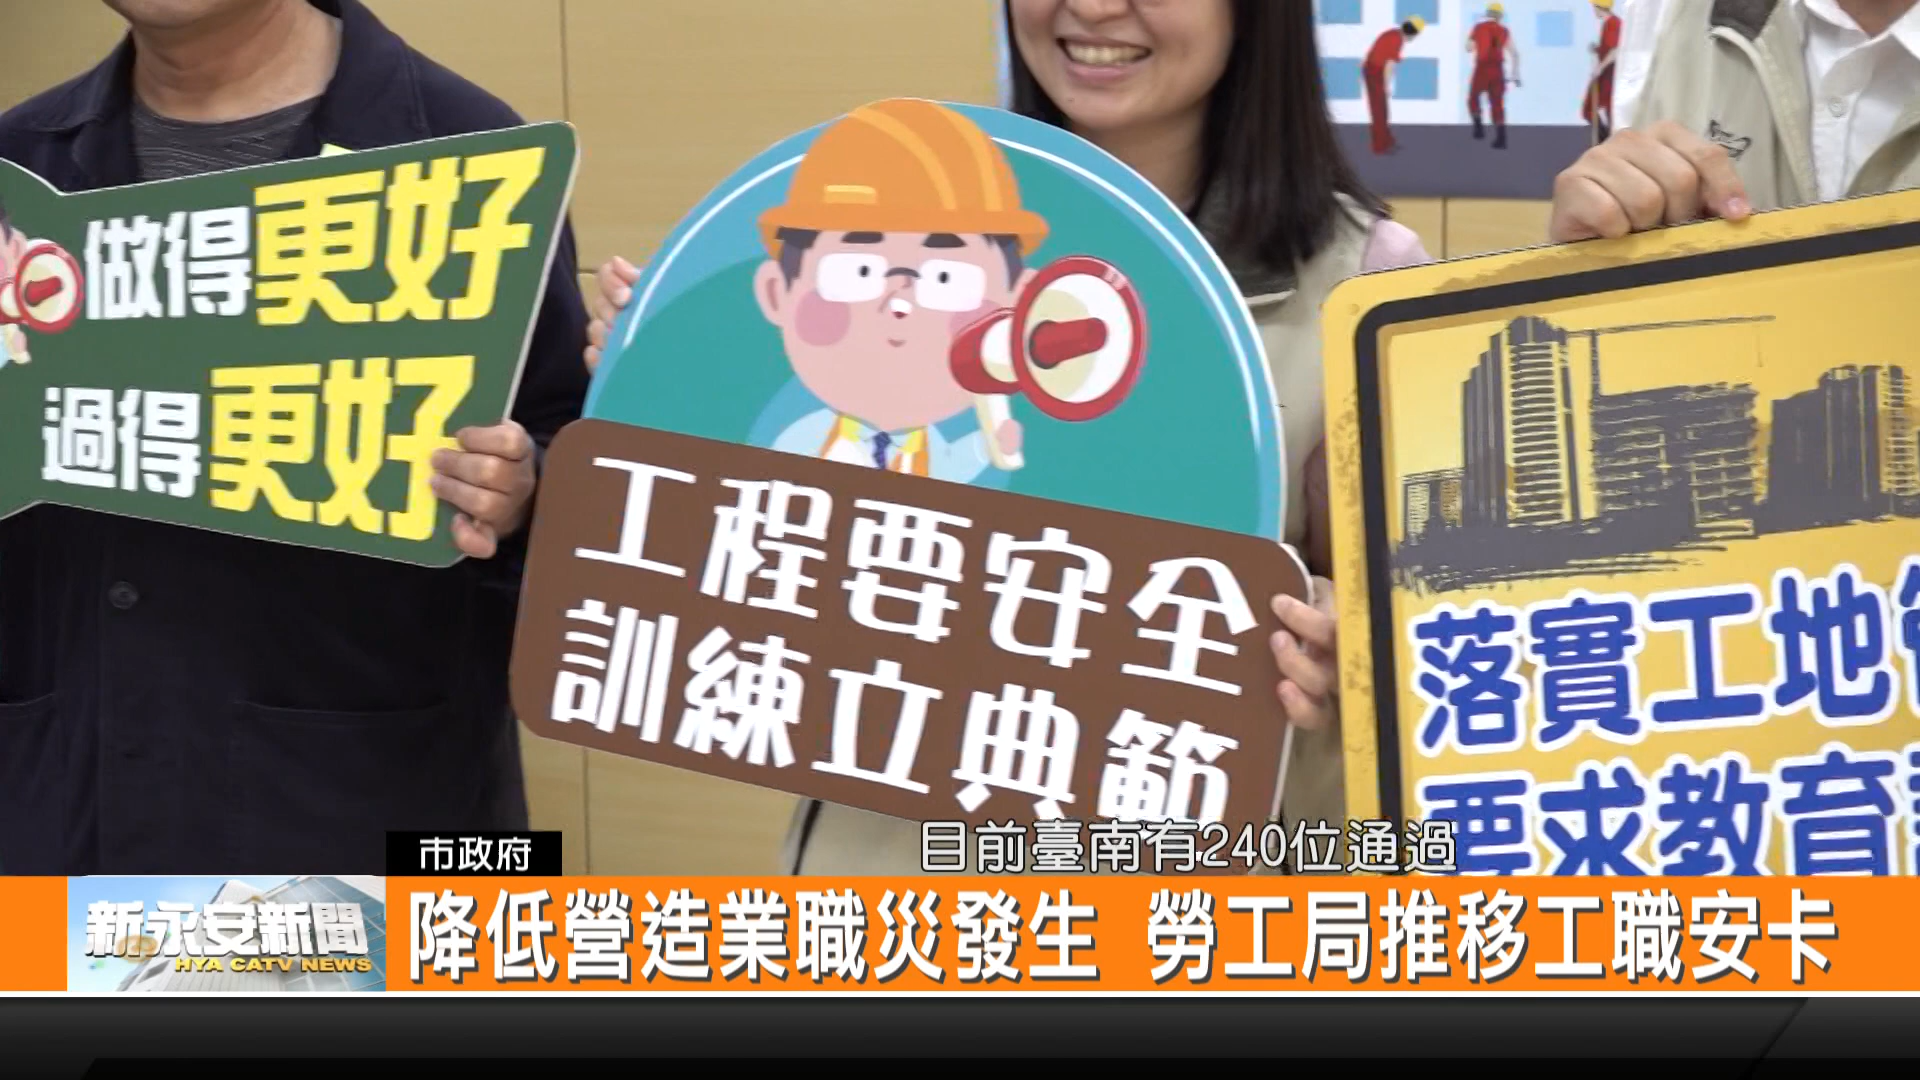 做得更好
過得更好
工程要安全
訓練立典範
落實工地
要求教育
目前臺南有240位通過
市政府
新永安新聞
HYA CATV NEWS
降低營造業職災發生 勞工局推移工職安卡